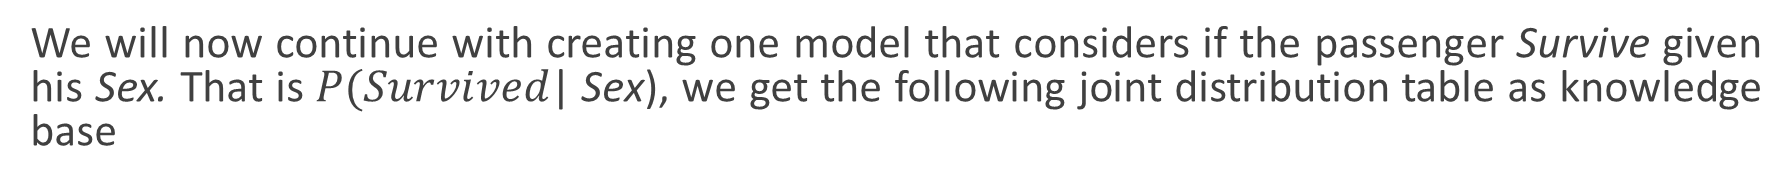 We will now continue with creating one model that considers if the passenger Survive given
his Sex. That is P(Survived| Sex), we get the following joint distribution table as knowledge
base